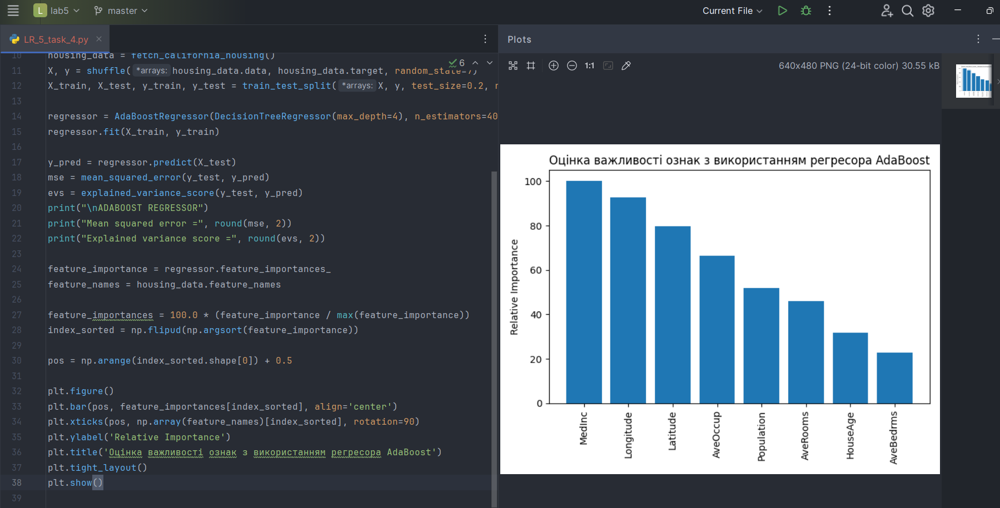 L lab5 master Current File
LR_5_task_4.py
Plots
6
640x480 PNG (24-bit color) 30.55 kB
1:1
10 housing_data = fetch_california_housing()
11 X, y = shuffle( *arrays: housing_data.data, housing_data.target, random_state=7)
12 X_train, X_test, y_train, y_test = train_test_split( *arrays: X, y, test_size=0.2, r
13
14 regressor = AdaBoostRegressor(DecisionTreeRegressor(max_depth=4), n_estimators=40
15 regressor.fit(X_train, y_train)
16
17 y_pred = regressor.predict(X_test)
18 mse = mean_squared_error(y_test, y_pred)
19 evs = explained_variance_score(y_test, y_pred)
20 print("\nADABOOST REGRESSOR")
21 print("Mean squared error =", round(mse, 2))
22 print("Explained variance score =", round(evs, 2))
23
24 feature_importance = regressor.feature_importances_
25 feature_names = housing_data.feature_names
26
27 feature_importances = 100.0 * (feature_importance / max(feature_importance))
28 index_sorted = np.flipud(np.argsort(feature_importance))
29
30 pos = np.arange(index_sorted.shape[0]) + 0.5
31
32 plt.figure()
33 plt.bar(pos, feature_importances[index_sorted], align='center')
34 plt.xticks(pos, np.array(feature_names)[index_sorted], rotation=90)
35 plt.ylabel('Relative Importance')
36 plt.title('Оцінка важливості ознак з використанням регресора AdaBoost')
37 plt.tight_layout()
38 plt.show()
39
Оцінка важливості ознак з використанням регресора AdaBoost
100
80
60
40
20
0
Relative Importance
MedInc
Longitude
Latitude
AveOccup
Population
AveRooms
HouseAge
AveBedrms